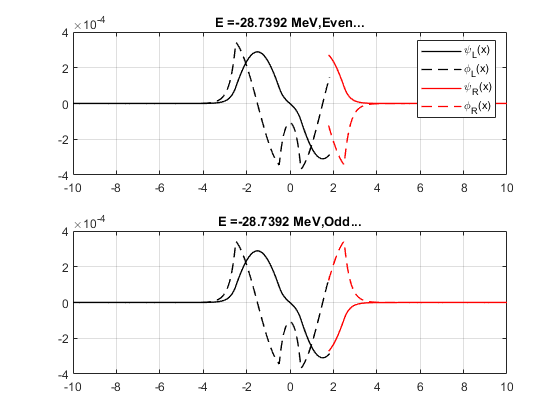 E =-28.7392 MeV,Even...
×10⁻⁴
4
2
0
-2
-4
-10 -8 -6 -4 -2 0 2 4 6 8 10
ψL(x)
ϕL(x)
ψR(x)
ϕR(x)
E =-28.7392 MeV,Odd...
×10⁻⁴
4
2
0
-2
-4
-10 -8 -6 -4 -2 0 2 4 6 8 10